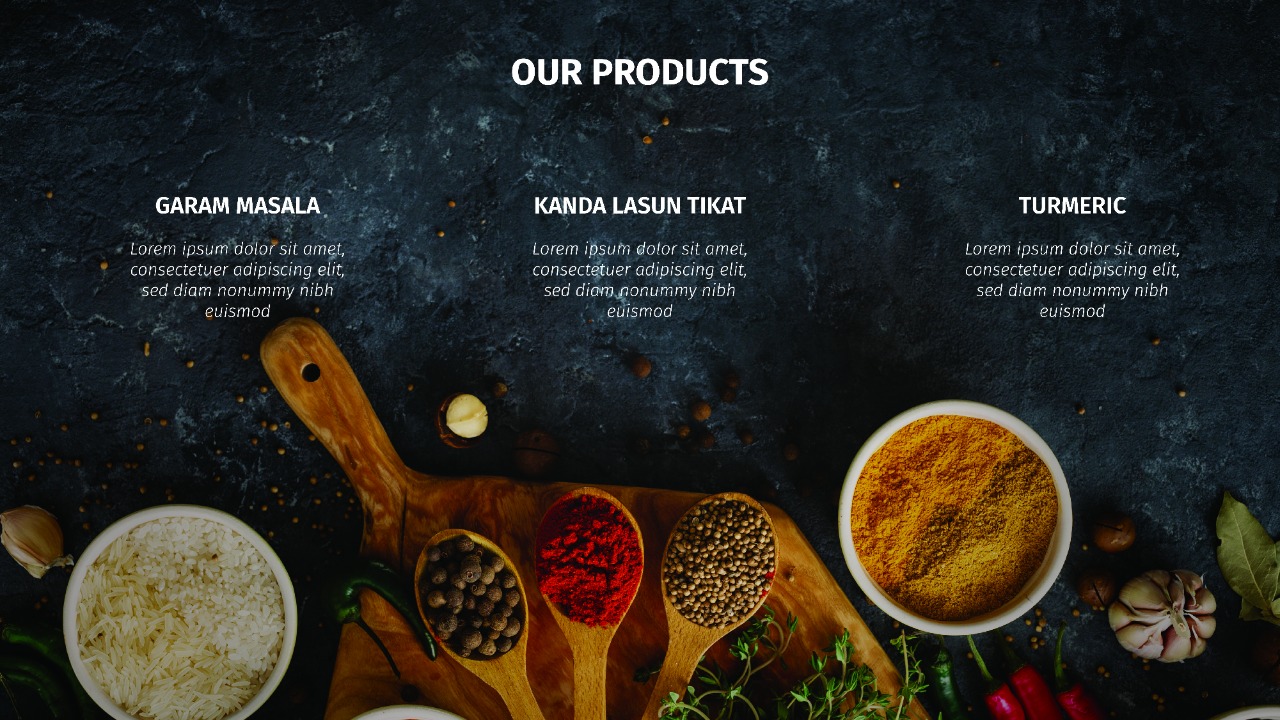 OUR PRODUCTS
GARAM MASALA
Lorem ipsum dolor sit amet,
consectetuer adipiscing elit,
sed diam nonummy nibh
euismod
KANDA LASUN TIKAT
Lorem ipsum dolor sit amet,
consectetuer adipiscing elit,
sed diam nonummy nibh
euismod
TURMERIC
Lorem ipsum dolor sit amet,
consectetuer adipiscing elit,
sed diam nonummy nibh
euismod